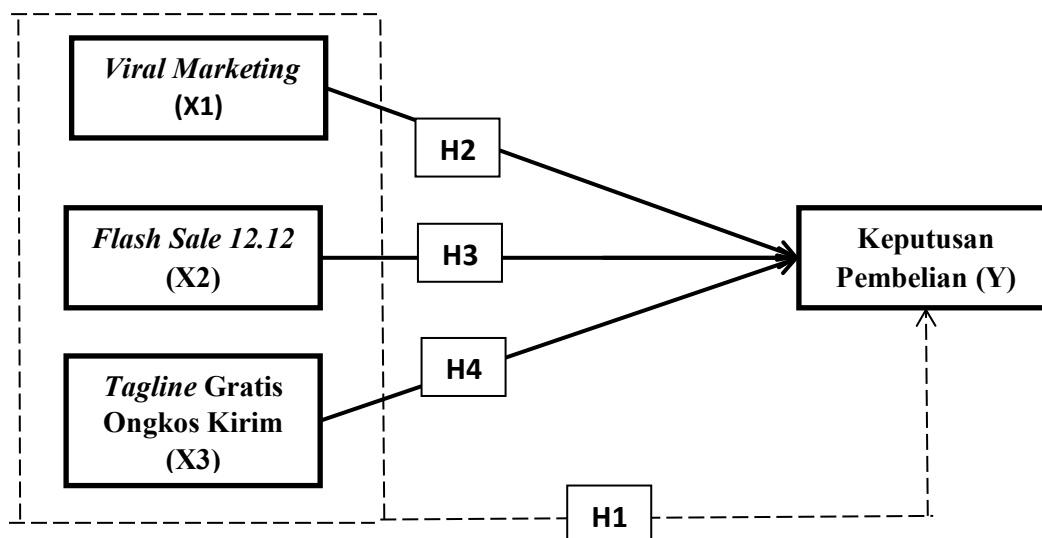 Viral Marketing
(X1)
H2
Flash Sale 12.12
(X2)
H3
Keputusan
Pembelian (Y)
Tagline Gratis
Ongkos Kirim
(X3)
H4
H1